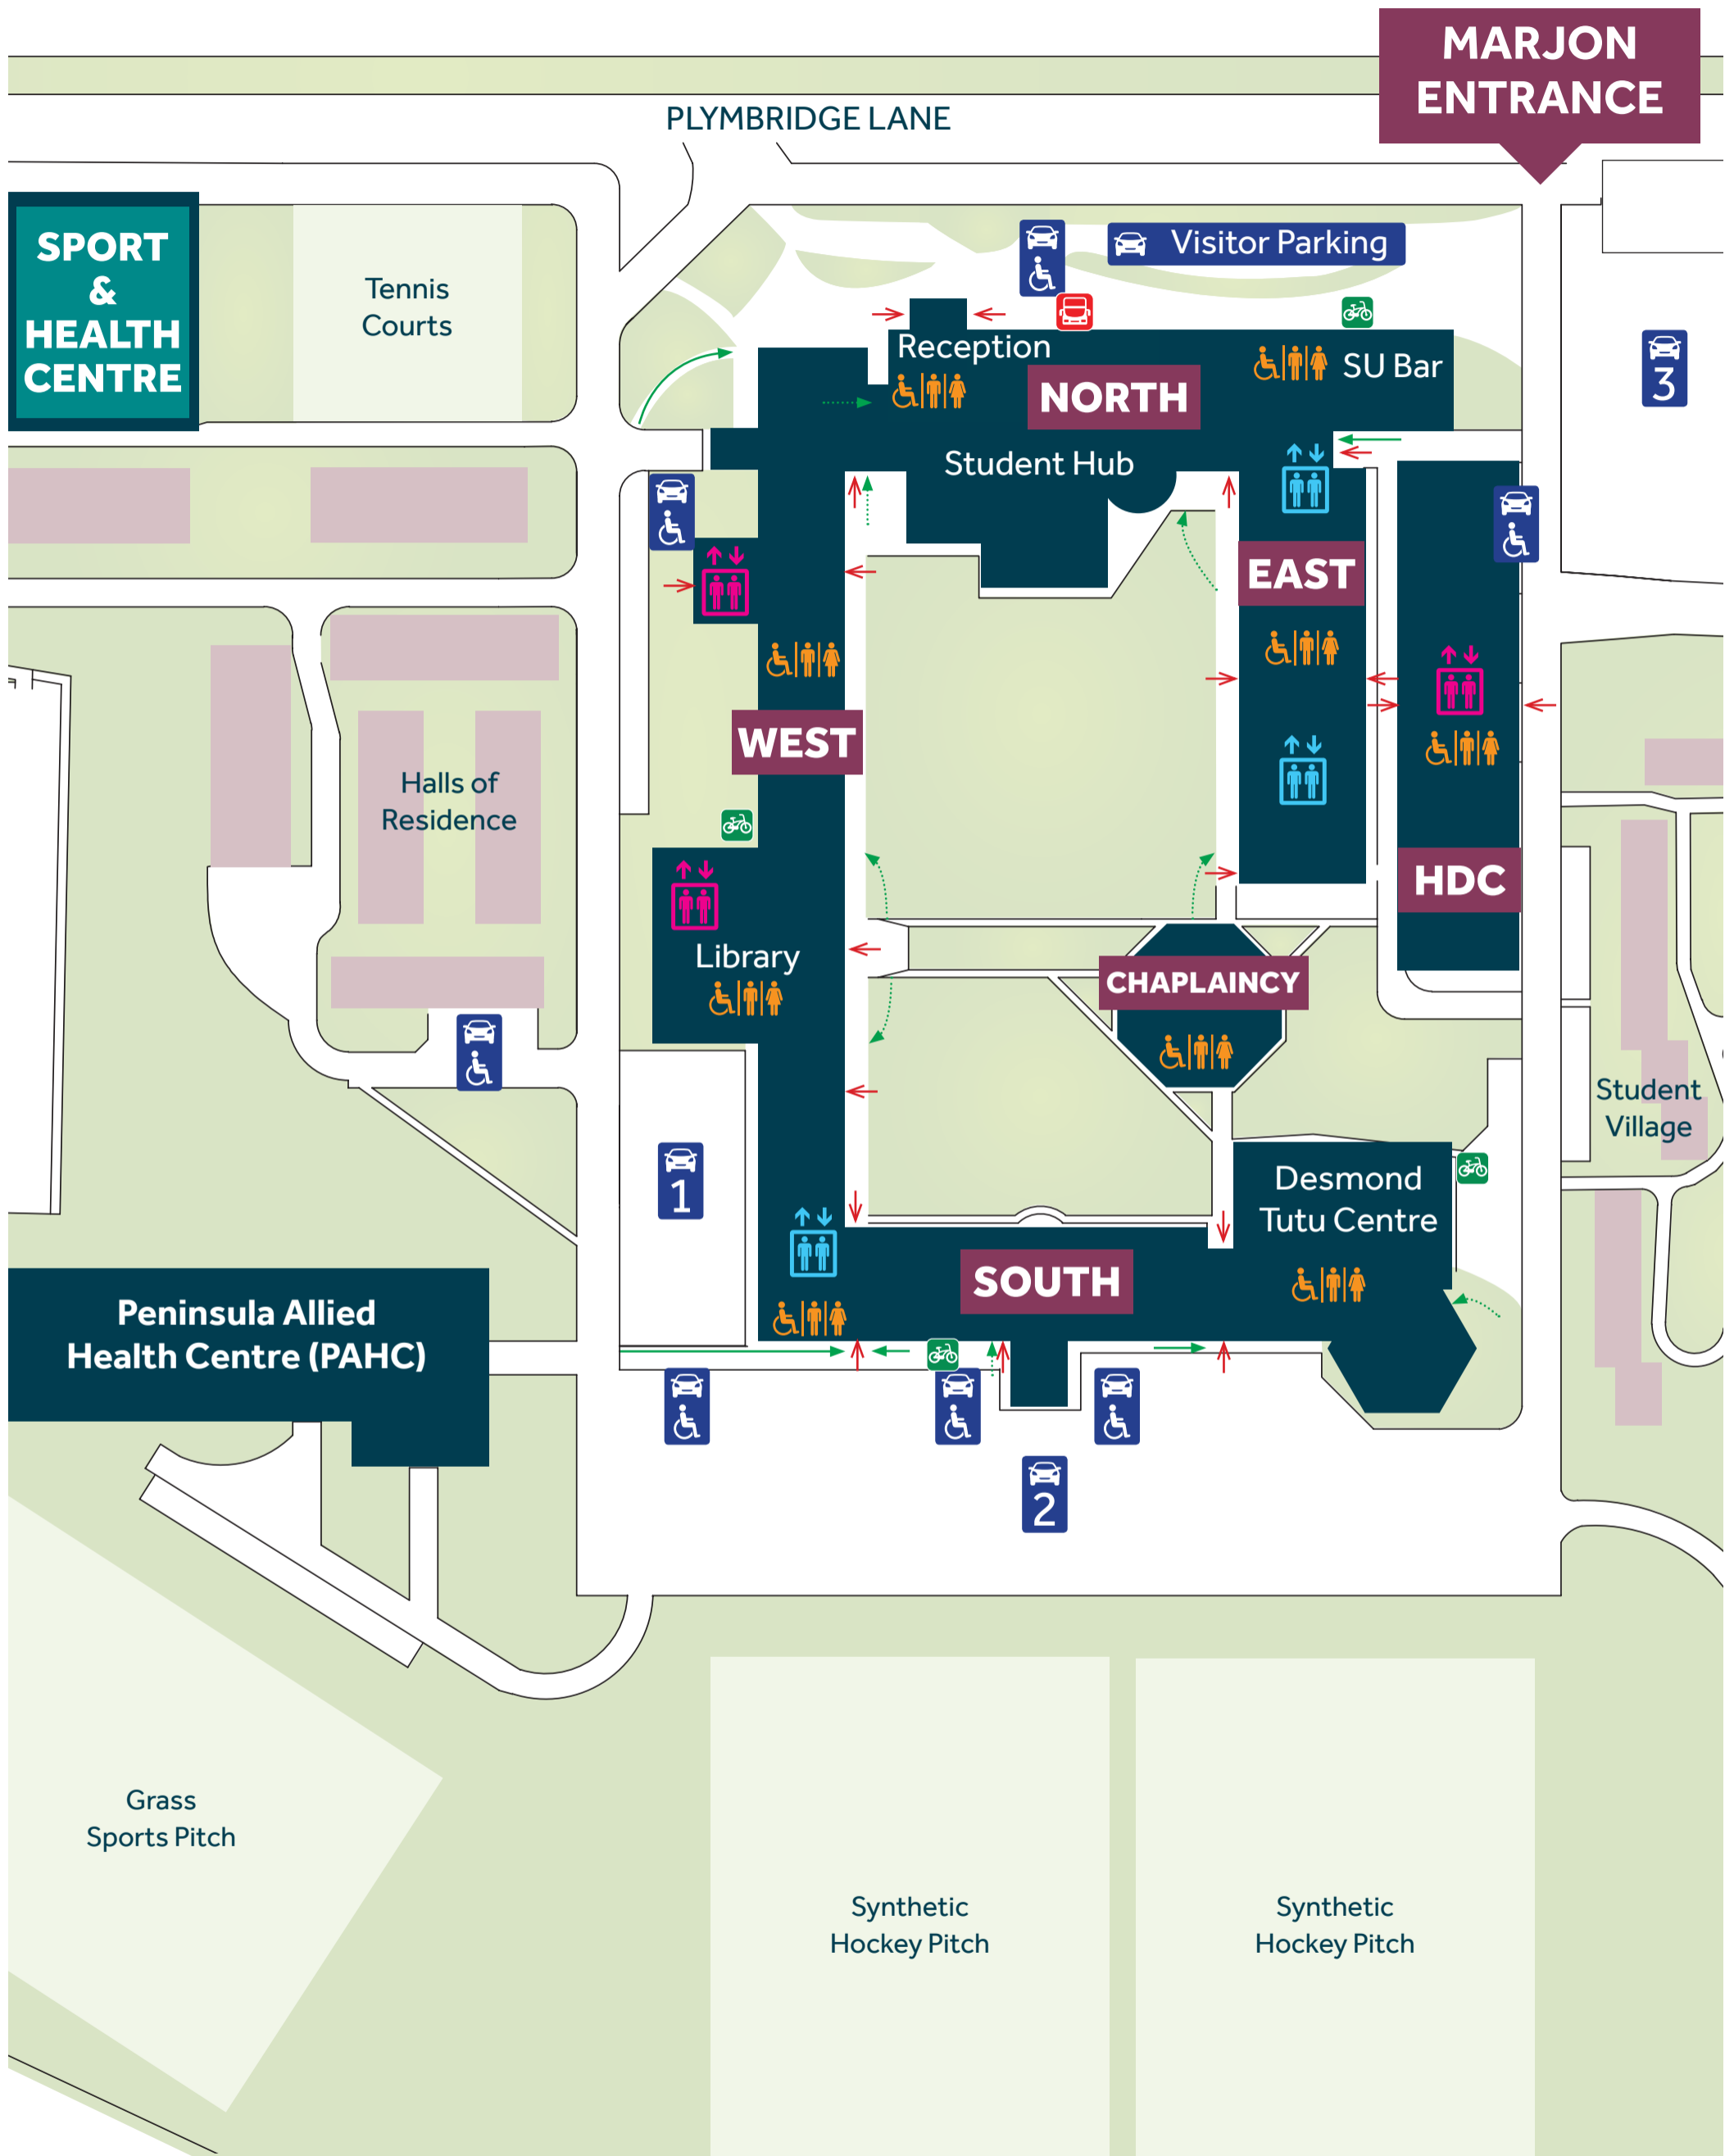 MARJON
ENTRANCE
PLYMBRIDGE LANE
SPORT
&
HEALTH
CENTRE
Tennis
Courts
Visitor Parking
Reception
SU Bar
NORTH
3
Student Hub
EAST
WEST
Halls of
Residence
HDC
Library
CHAPLAINCY
Student
Village
1
Desmond
Tutu Centre
SOUTH
Peninsula Allied
Health Centre (PAHC)
2
Grass
Sports Pitch
Synthetic
Hockey Pitch
Synthetic
Hockey Pitch